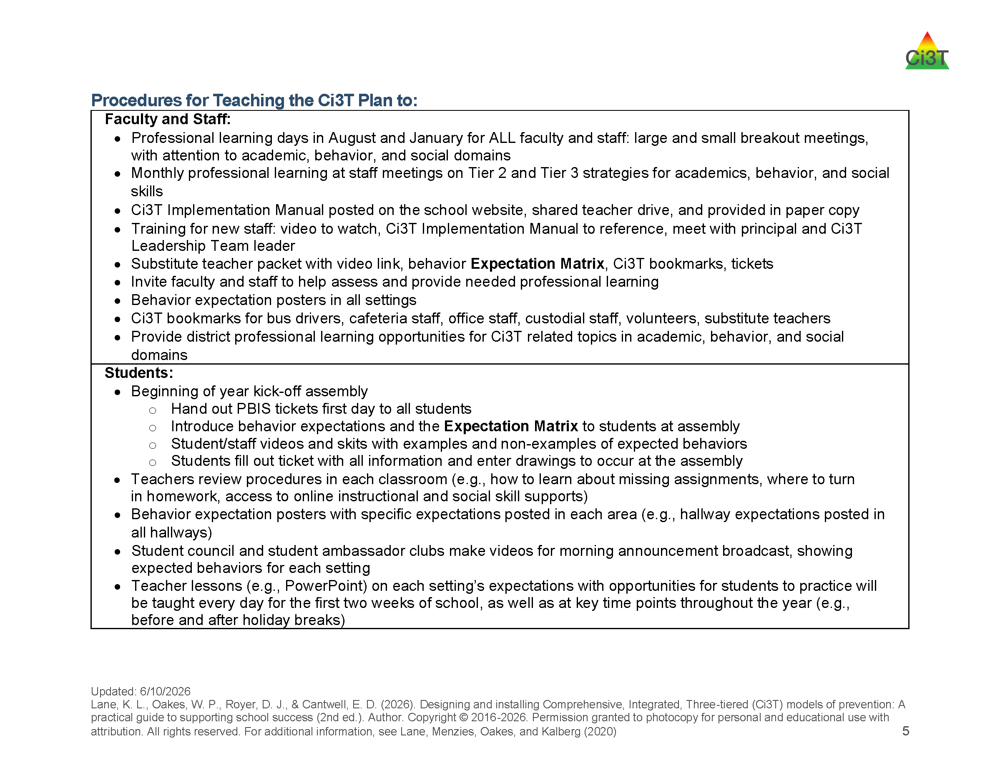 Ci3T
Procedures for Teaching the Ci3T Plan to:
Faculty and Staff:
• Professional learning days in August and January for ALL faculty and staff: large and small breakout meetings,
with attention to academic, behavior, and social domains
• Monthly professional learning at staff meetings on Tier 2 and Tier 3 strategies for academics, behavior, and social
skills
• Ci3T Implementation Manual posted on the school website, shared teacher drive, and provided in paper copy
• Training for new staff: video to watch, Ci3T Implementation Manual to reference, meet with principal and Ci3T
Leadership Team leader
• Substitute teacher packet with video link, behavior Expectation Matrix, Ci3T bookmarks, tickets
• Invite faculty and staff to help assess and provide needed professional learning
• Behavior expectation posters in all settings
• Ci3T bookmarks for bus drivers, cafeteria staff, office staff, custodial staff, volunteers, substitute teachers
• Provide district professional learning opportunities for Ci3T related topics in academic, behavior, and social
domains
Students:
• Beginning of year kick-off assembly
o Hand out PBIS tickets first day to all students
o Introduce behavior expectations and the Expectation Matrix to students at assembly
o Student/staff videos and skits with examples and non-examples of expected behaviors
o Students fill out ticket with all information and enter drawings to occur at the assembly
• Teachers review procedures in each classroom (e.g., how to learn about missing assignments, where to turn
in homework, access to online instructional and social skill supports)
• Behavior expectation posters with specific expectations posted in each area (e.g., hallway expectations posted in
all hallways)
• Student council and student ambassador clubs make videos for morning announcement broadcast, showing
expected behaviors for each setting
• Teacher lessons (e.g., PowerPoint) on each setting’s expectations with opportunities for students to practice will
be taught every day for the first two weeks of school, as well as at key time points throughout the year (e.g.,
before and after holiday breaks)
Updated: 6/10/2026
Lane, K. L., Oakes, W. P., Royer, D. J., & Cantwell, E. D. (2026). Designing and installing Comprehensive, Integrated, Three-tiered (Ci3T) models of prevention: A
practical guide to supporting school success (2nd ed.). Author. Copyright © 2016-2026. Permission granted to photocopy for personal and educational use with
attribution. All rights reserved. For additional information, see Lane, Menzies, Oakes, and Kalberg (2020)
5